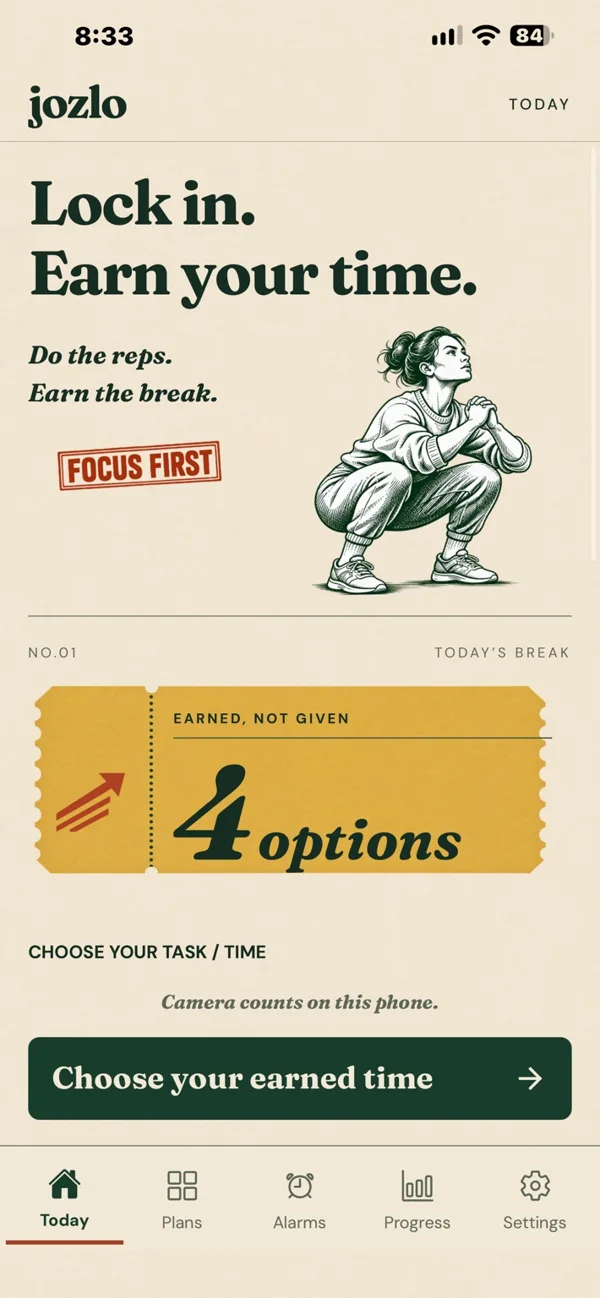 8:33
84
jozlo
TODAY
Lock in.
Earn your time.
Do the reps.
Earn the break.
FOCUS FIRST
NO.01
TODAY'S BREAK
EARNED, NOT GIVEN
4 options
CHOOSE YOUR TASK / TIME
Camera counts on this phone.
Choose your earned time
Today
Plans
Alarms
Progress
Settings